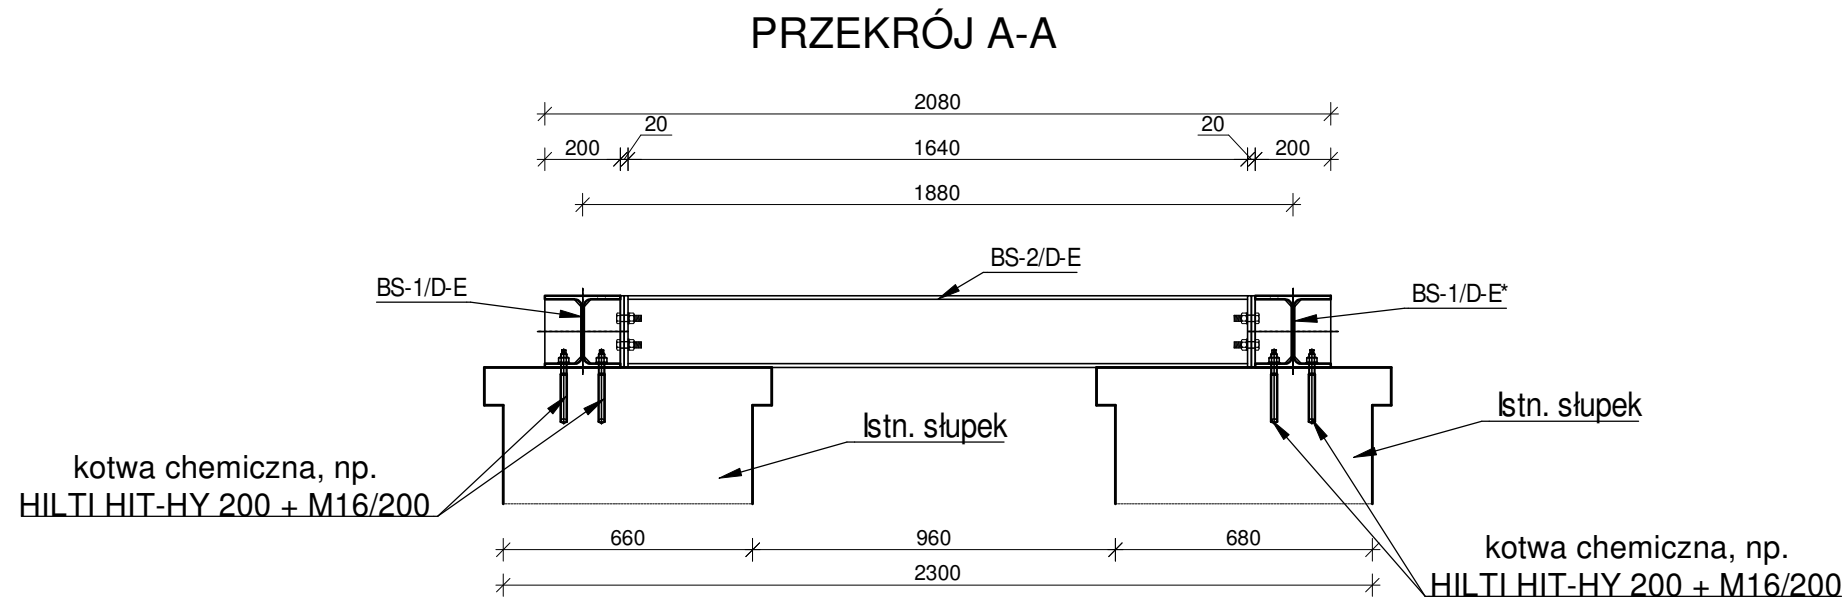 PRZEKRÓJ A-A
2080
20
20
200
1640
200
1880
BS-2/D-E
BS-1/D-E
BS-1/D-E*
Istn. słupek
Istn. słupek
kotwa chemiczna, np.
HILTI HIT-HY 200 + M16/200
660
960
680
2300
kotwa chemiczna, np.
HILTI HIT-HY 200 + M16/200